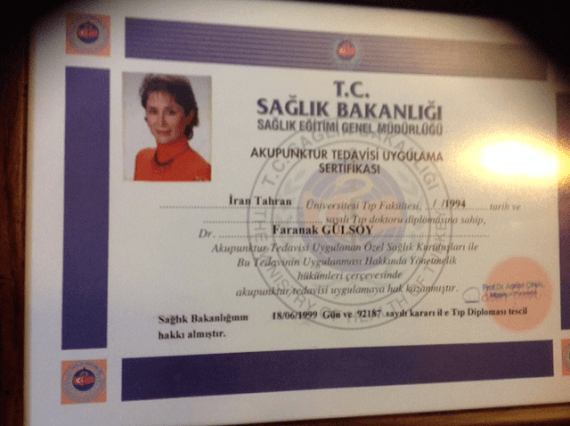 T.C.
SAĞLIK BAKANLIĞI
SAĞLIK EĞİTİMİ GENEL MÜDÜRLÜĞÜ
AKUPUNKTUR TEDAVİSİ UYGULAMA
SERTİFİKASI
İran Tahran Üniversitesi Tıp Fakültesi, / /1994 tarih ve
sayılı Tıp doktoru diplomasına sahip,
Dr. Faranak GÜLSOY
Akupunktur Tedavisi Uygulanan Özel Sağlık Kuruluşları ile
Bu Tedavinin Uygulanması Hakkında Yönetmelik
hükümleri çerçevesinde
akupunktur tedavisi uygulamaya hak kazanmıştır.
Sağlık Bakanlığının 18/06/1999 Gün ve 92187 sayılı kararı il e Tıp Diploması tescil
hakkı almıştır.